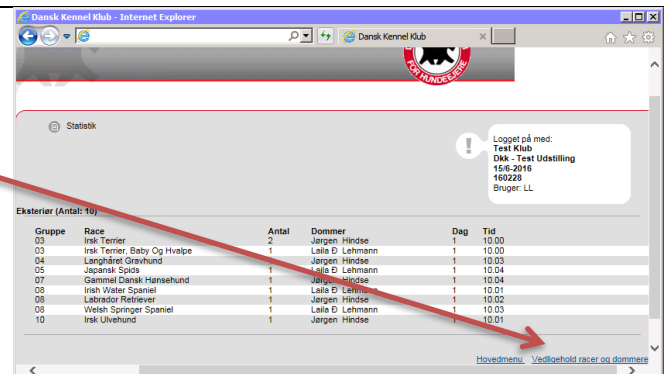 Dansk Kennel Klub - Internet Explorer
Dansk Kennel Klub
FOR HUNDEEJERE
Statistik
Logget på med:
Test Klub
Dkk - Test Udstilling
15/6-2016
160228
Bruger: LL
Eksteriør (Antal: 10)
Gruppe Race Antal Dommer Dag Tid
03 Irsk Terrier 2 Jørgen Hindse 1 10.00
03 Irsk Terrier, Baby Og Hvalpe 1 Laila Ð Lehmann 1 10.00
04 Langhåret Gravhund 1 Jørgen Hindse 1 10.03
05 Japansk Spids 1 Laila Ð Lehmann 1 10.04
07 Gammel Dansk Hønsehund 1 Jørgen Hindse 1 10.04
08 Irish Water Spaniel 1 Laila Ð Lehmann 1 10.01
08 Labrador Retriever 1 Jørgen Hindse 1 10.02
08 Welsh Springer Spaniel 1 Laila Ð Lehmann 1 10.03
10 Irsk Ulvehund 1 Jørgen Hindse 1 10.01
Hovedmenu Vedligehold racer og dommere